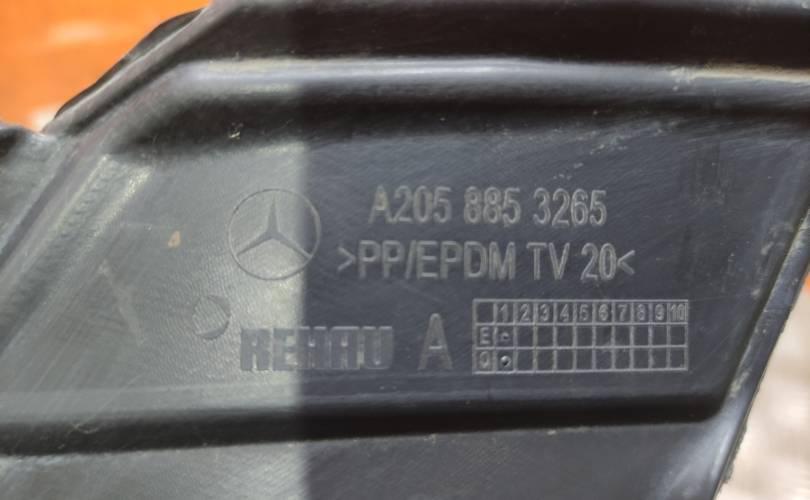 A205 885 3265
>PP/EPDM TV 20<
REHAU A
1 2 3 4 5 6 7 8 9 10
E
Q